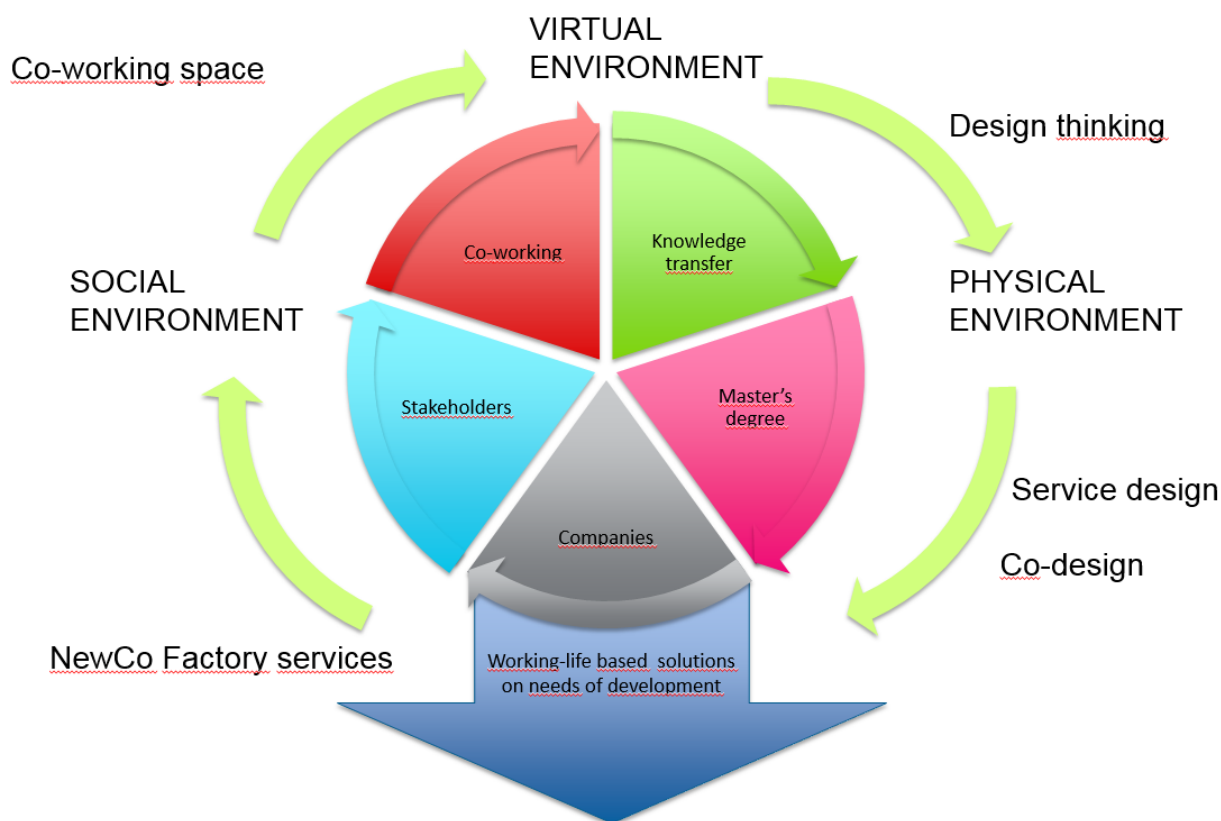 VIRTUAL
ENVIRONMENT
Co-working space
Design thinking
Co-working
Knowledge
transfer
SOCIAL
ENVIRONMENT
PHYSICAL
ENVIRONMENT
Stakeholders
Master's
degree
Service design
Companies
Co-design
NewCo Factory services
Working-life based solutions
on needs of development